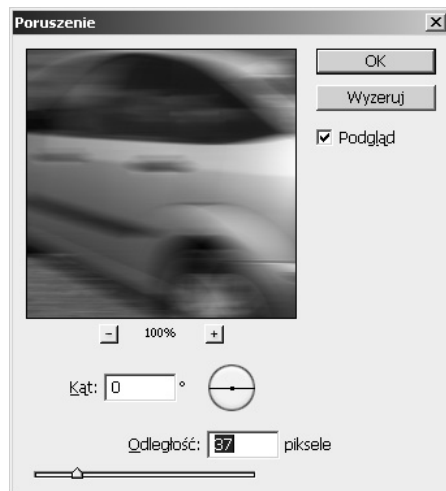 Poruszenie
OK
Wyzeruj
Podgląd
100%
Kąt: 0 °
Odległość: 37 piksele